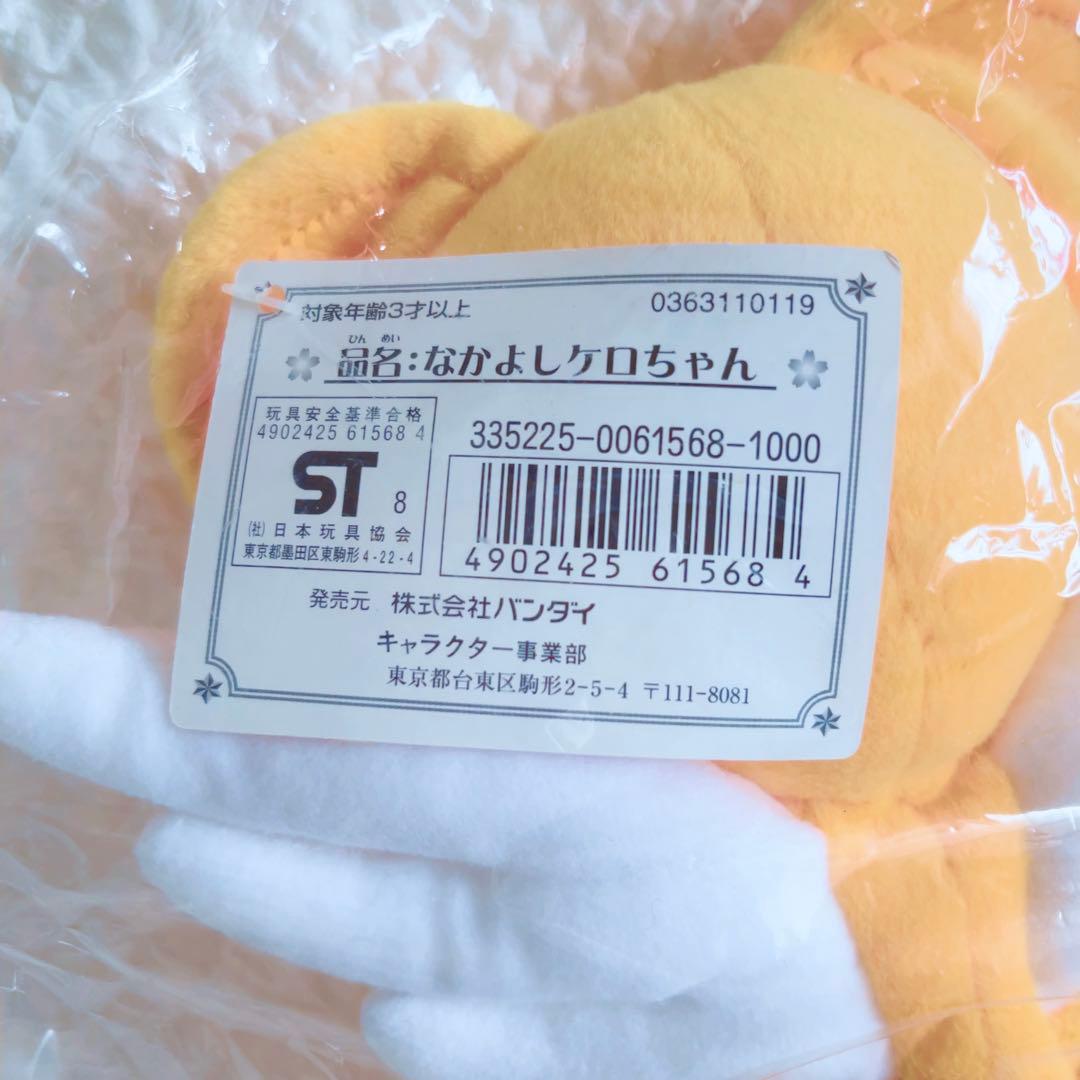 対象年齢3才以上
0363110119
ひんめい
品名:なかよしケロちゃん
玩具安全基準合格
4902425 61568 4
ST 8
(社)日本玩具協会
東京都墨田区東駒形4-22-4
335225-0061568-1000
4902425 61568 4
発売元 株式会社バンダイ
キャラクター事業部
東京都台東区駒形2-5-4 〒111-8081